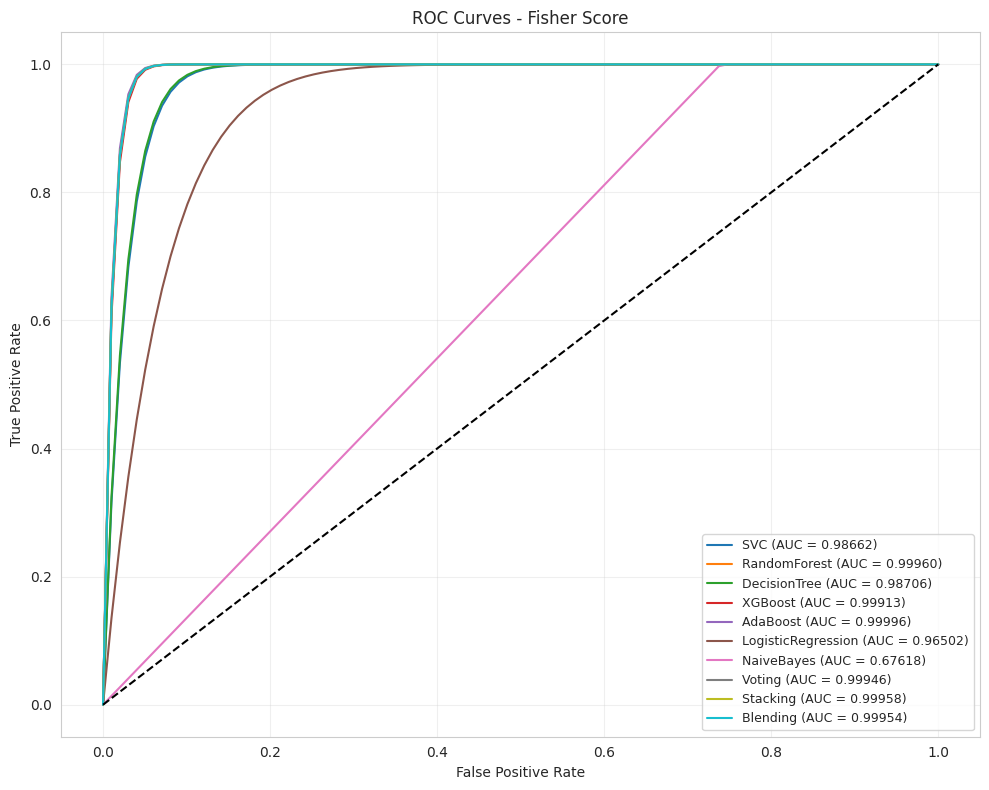 ROC Curves - Fisher Score
True Positive Rate
1.0
0.8
0.6
0.4
0.2
0.0
0.0 0.2 0.4 0.6 0.8 1.0
False Positive Rate
SVC (AUC = 0.98662)
RandomForest (AUC = 0.99960)
DecisionTree (AUC = 0.98706)
XGBoost (AUC = 0.99913)
AdaBoost (AUC = 0.99996)
LogisticRegression (AUC = 0.96502)
NaiveBayes (AUC = 0.67618)
Voting (AUC = 0.99946)
Stacking (AUC = 0.99958)
Blending (AUC = 0.99954)